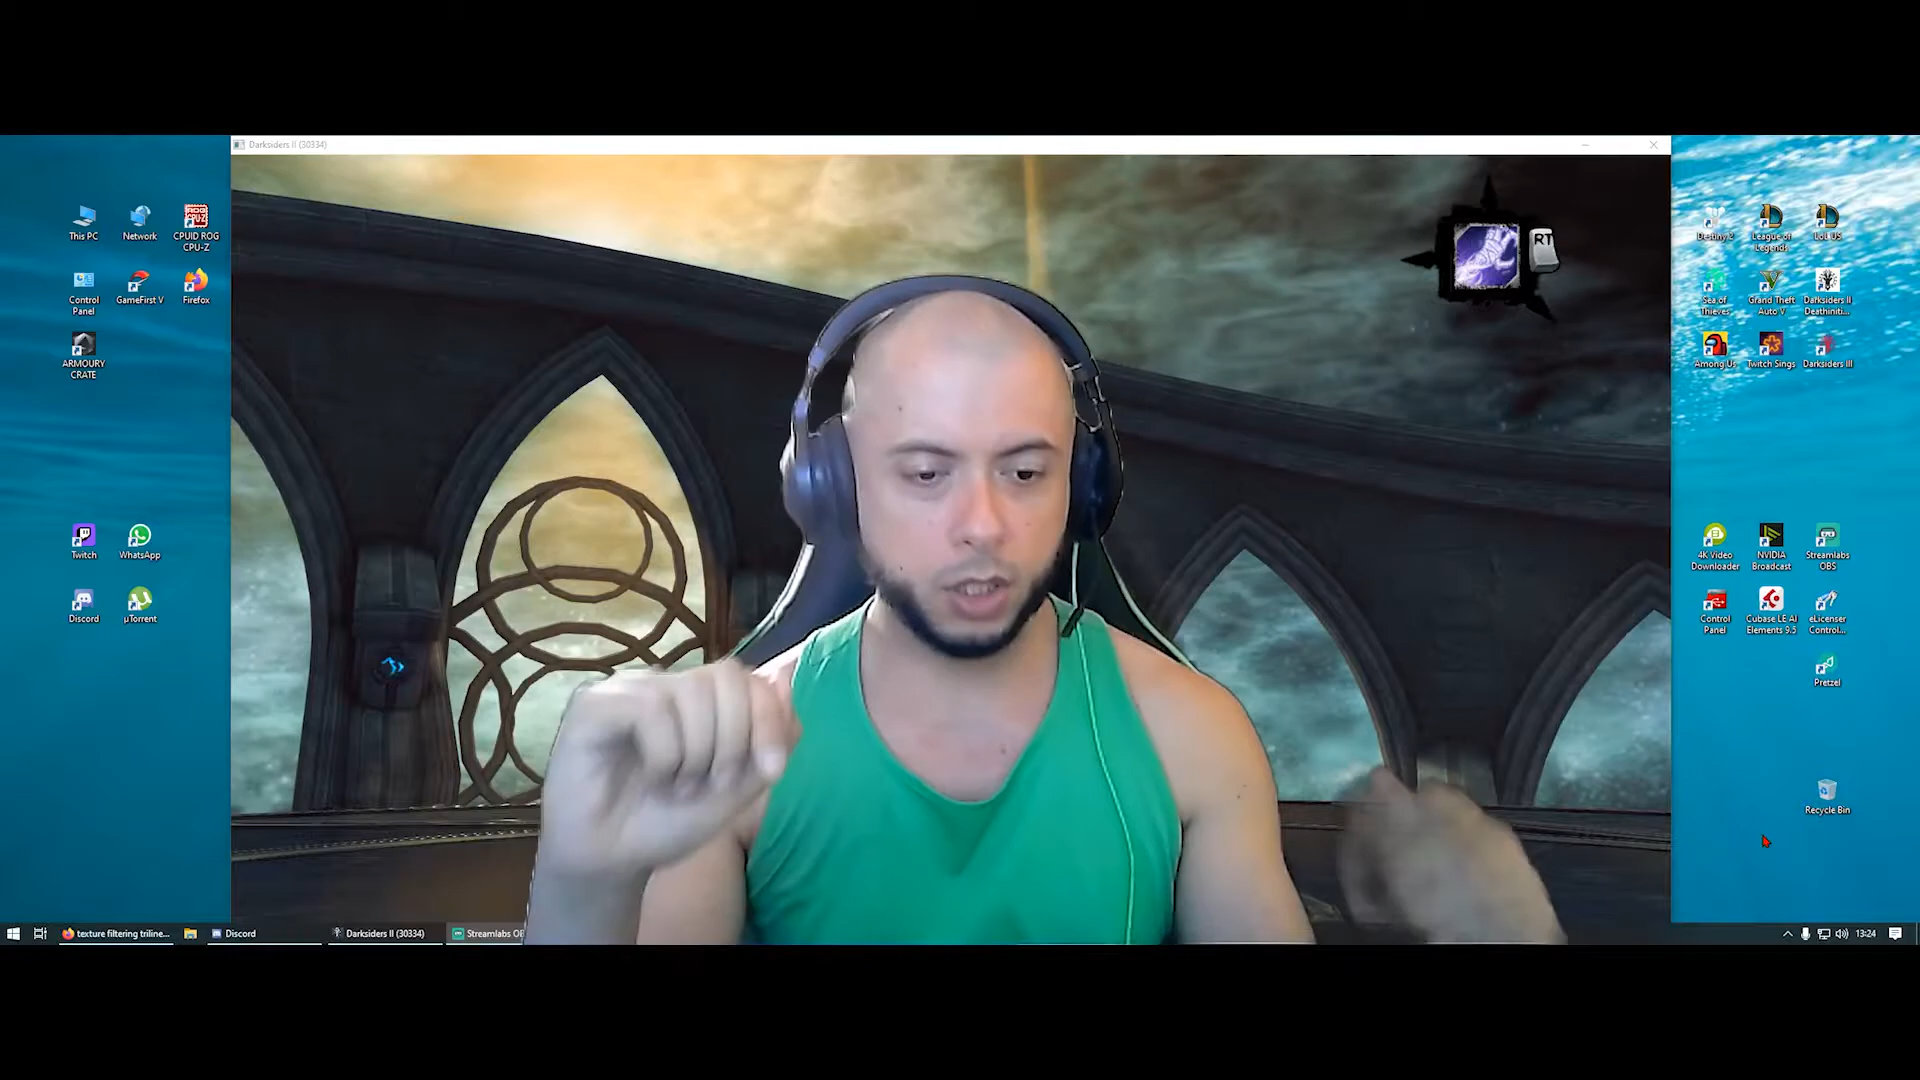 Darksiders II (30334)
This PC
Network
CPUID ROG
CPU-Z
Control
Panel
GameFirst V
Firefox
ARMOURY
CRATE
Twitch
WhatsApp
Discord
µTorrent
RT
Destiny 2
League of
Legends
LoL US
Sea of
Thieves
Grand Theft
Auto V
Darksiders II
Deathiniti...
Among Us
Twitch Sings
Darksiders III
4K Video
Downloader
NVIDIA
Broadcast
Streamlabs
OBS
Control
Panel
Cubase LE AI
Elements 9.5
eLicenser
Control...
Pretzel
Recycle Bin
texture filtering triline...
Discord
Darksiders II (30334)
Streamlabs OB
13:24